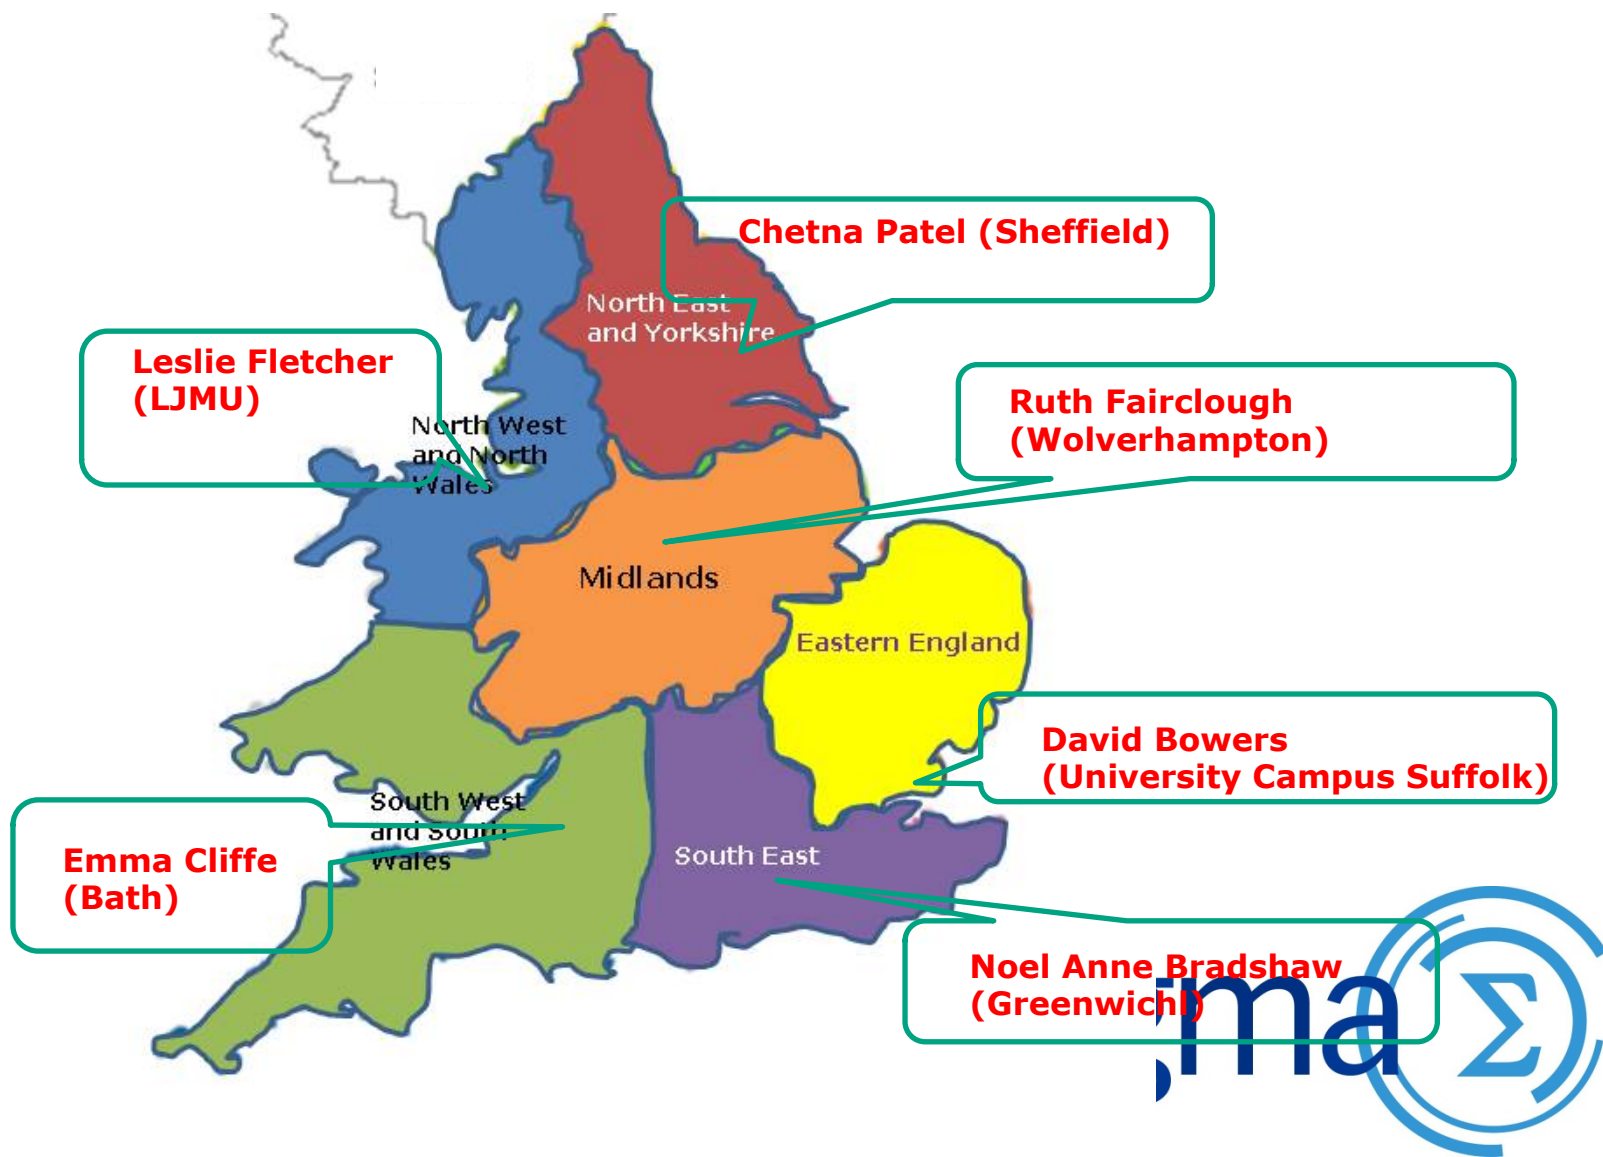 Chetna Patel (Sheffield)
North East
and Yorkshire
Leslie Fletcher
(LJMU)
North West
and North
Wales
Ruth Fairclough
(Wolverhampton)
Midlands
Eastern England
David Bowers
(University Campus Suffolk)
South West
and South
Wales
Emma Cliffe
(Bath)
South East
Noel Anne Bradshaw
(Greenwichl)
gma
Σ